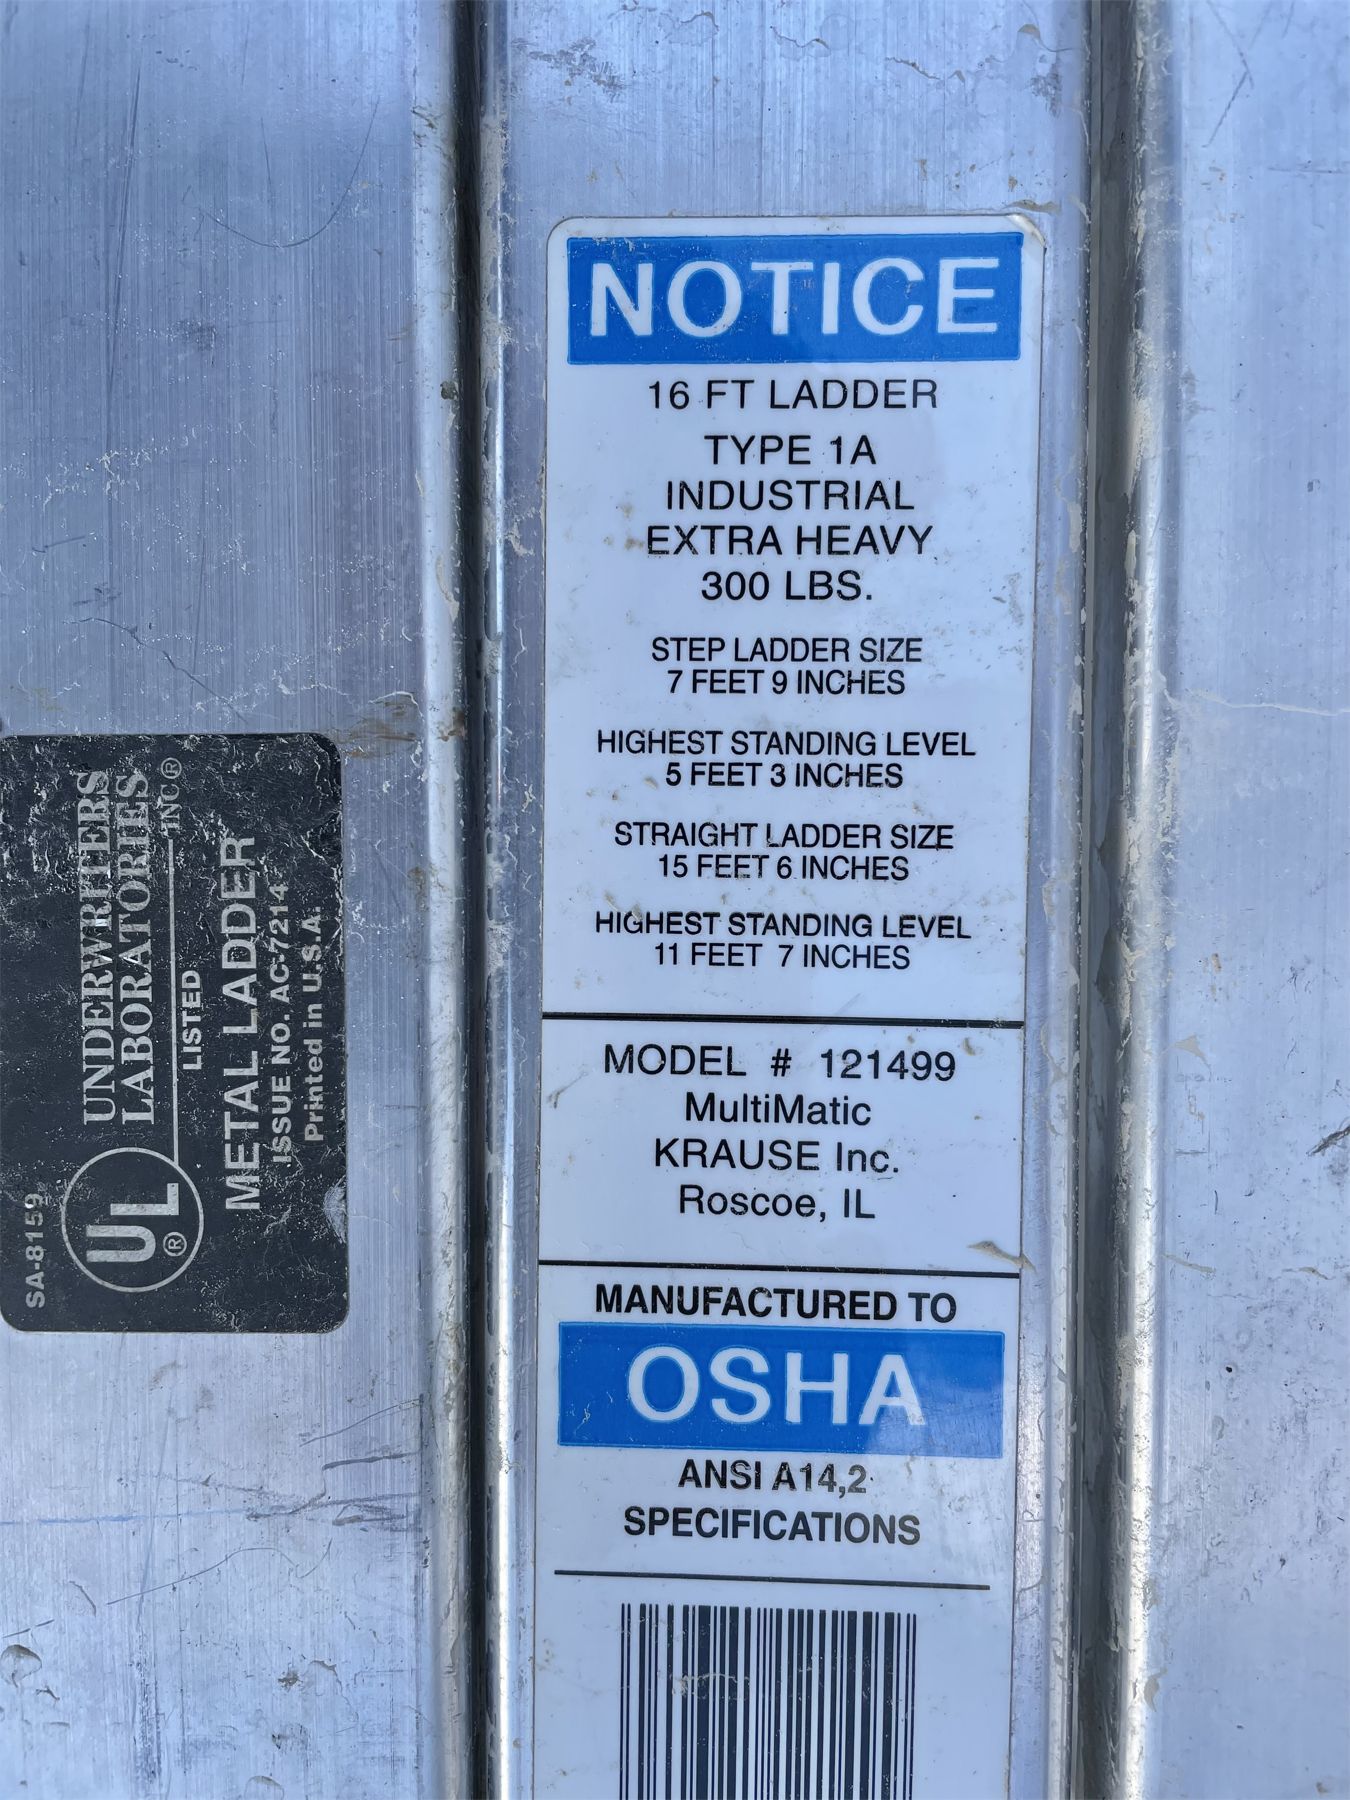 NOTICE
16 FT LADDER
TYPE 1A
INDUSTRIAL
EXTRA HEAVY
300 LBS.
STEP LADDER SIZE
7 FEET 9 INCHES
HIGHEST STANDING LEVEL
5 FEET 3 INCHES
STRAIGHT LADDER SIZE
15 FEET 6 INCHES
HIGHEST STANDING LEVEL
11 FEET 7 INCHES
MODEL # 121499
MultiMatic
KRAUSE Inc.
Roscoe, IL
MANUFACTURED TO
OSHA
ANSI A14,2
SPECIFICATIONS
SA-8159
UL®
UNDERWRITERS
LABORATORIES
INC®
LISTED
METAL LADDER
ISSUE NO. AC-7214
Printed in U.S.A.